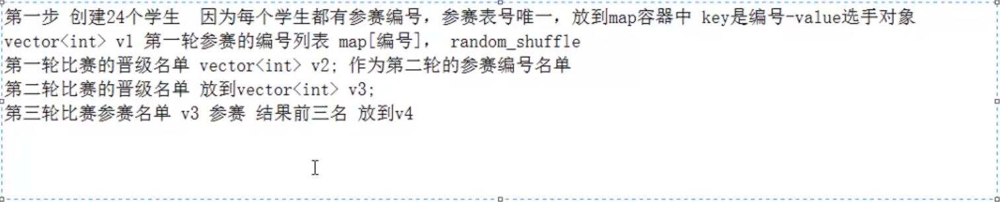 第一步 创建24个学生 因为每个学生都有参赛编号，参赛表号唯一，放到map容器中 key是编号-value选手对象
vector<int> v1 第一轮参赛的编号列表 map[编号]， random_shuffle
第一轮比赛的晋级名单 vector<int> v2; 作为第二轮的参赛编号名单
第二轮比赛的晋级名单 放到vector<int> v3;
第三轮比赛参赛名单 v3 参赛 结果前三名 放到v4